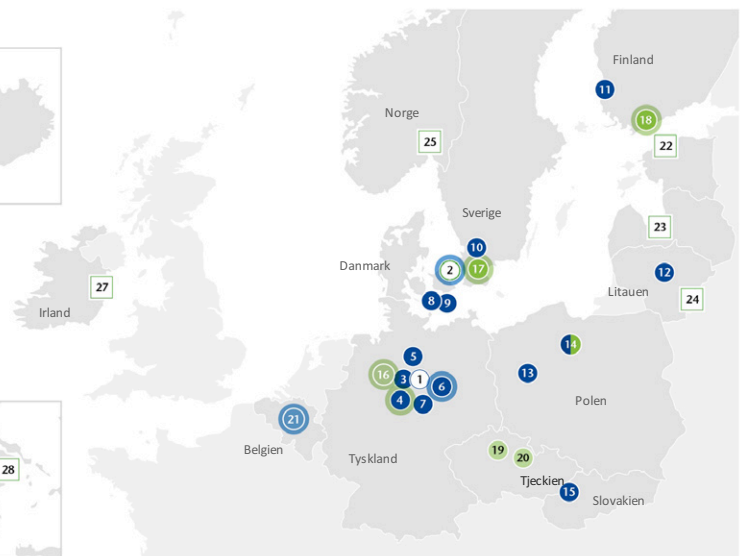 Finland
11
18
Norge
25
22
Sverige
23
10
Danmark
2
17
12
27
Litauen
24
8
9
Irland
14
5
13
16
3
1
6
4
7
Polen
21
Belgien
19
20
Tyskland
28
Tjeckien
15
Slovakien